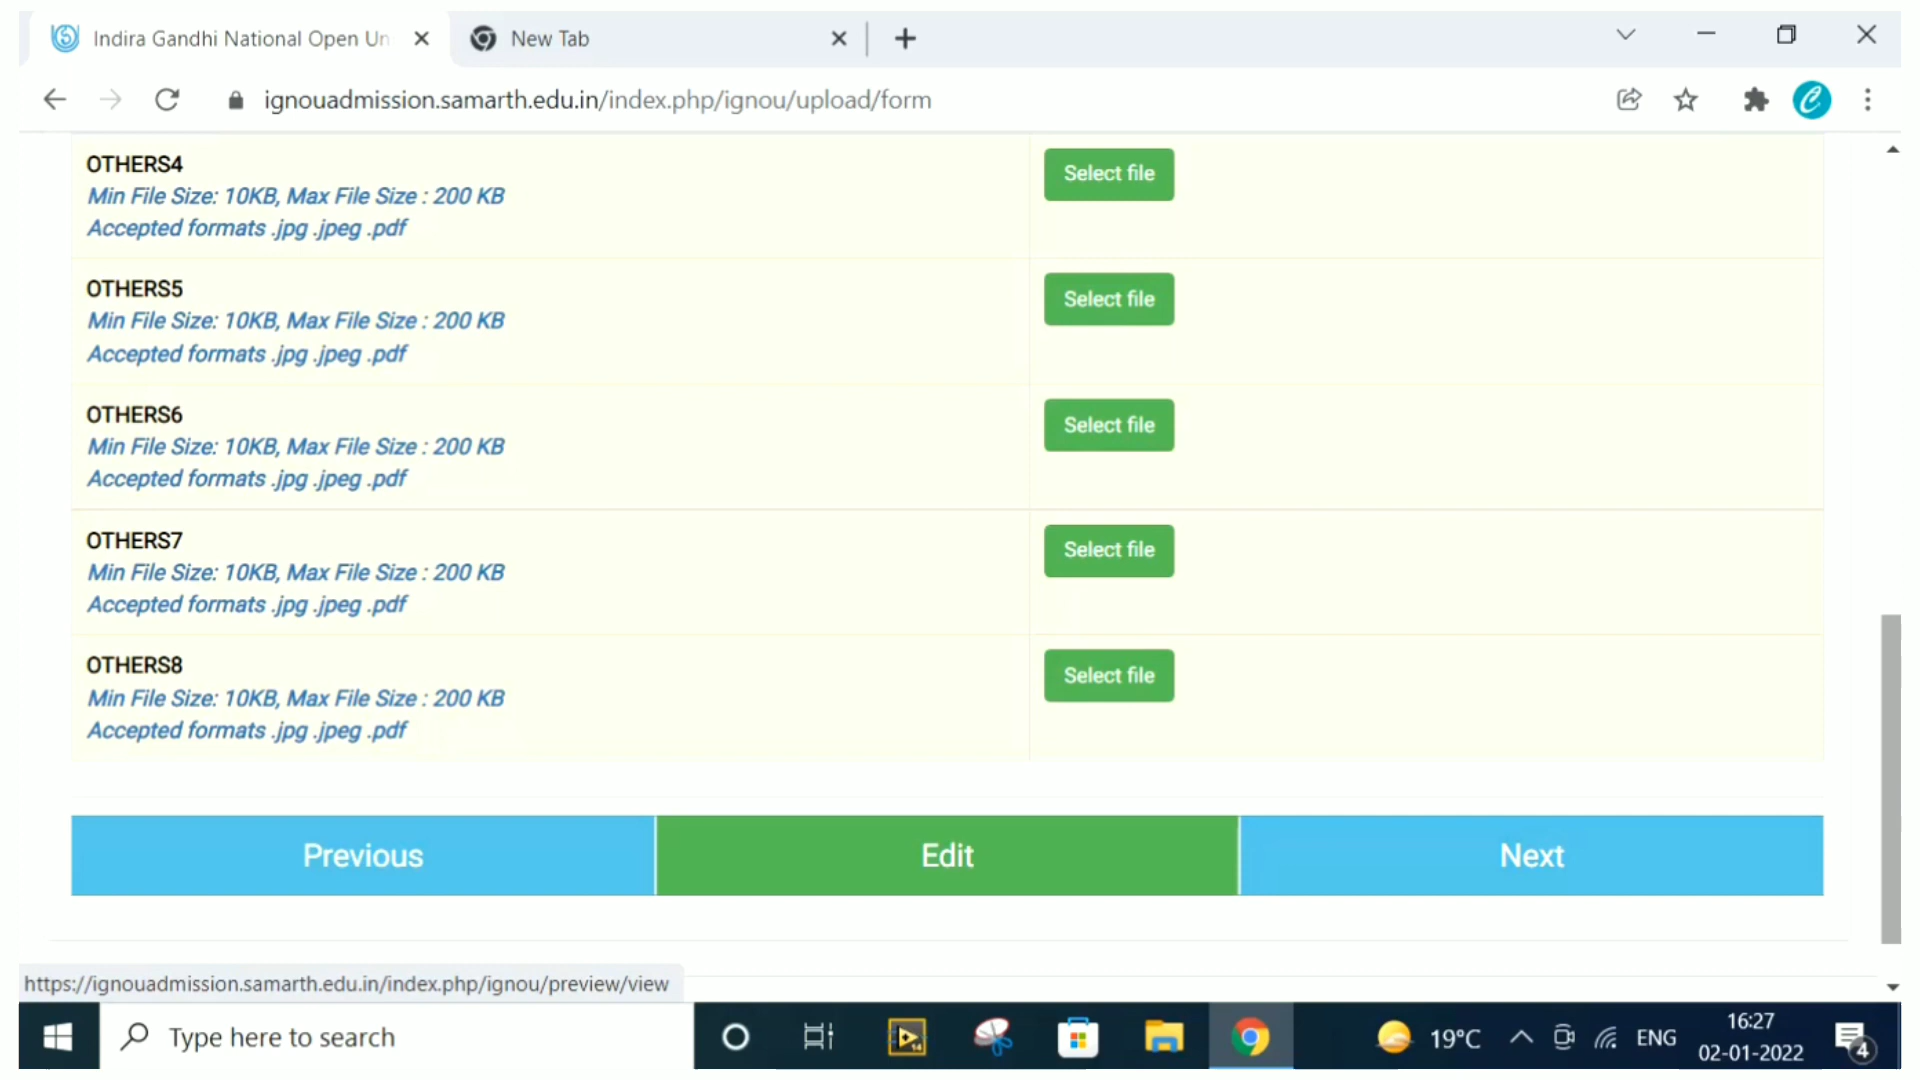 Indira Gandhi National Open Un
New Tab
ignouadmission.samarth.edu.in/index.php/ignou/upload/form
OTHERS4
Min File Size: 10KB, Max File Size : 200 KB
Accepted formats .jpg .jpeg .pdf
Select file
OTHERS5
Min File Size: 10KB, Max File Size : 200 KB
Accepted formats .jpg .jpeg .pdf
Select file
OTHERS6
Min File Size: 10KB, Max File Size : 200 KB
Accepted formats .jpg .jpeg .pdf
Select file
OTHERS7
Min File Size: 10KB, Max File Size : 200 KB
Accepted formats .jpg .jpeg .pdf
Select file
OTHERS8
Min File Size: 10KB, Max File Size : 200 KB
Accepted formats .jpg .jpeg .pdf
Select file
Previous
Edit
Next
https://ignouadmission.samarth.edu.in/index.php/ignou/preview/view
Type here to search
14
19°C
ENG
16:27
02-01-2022
4